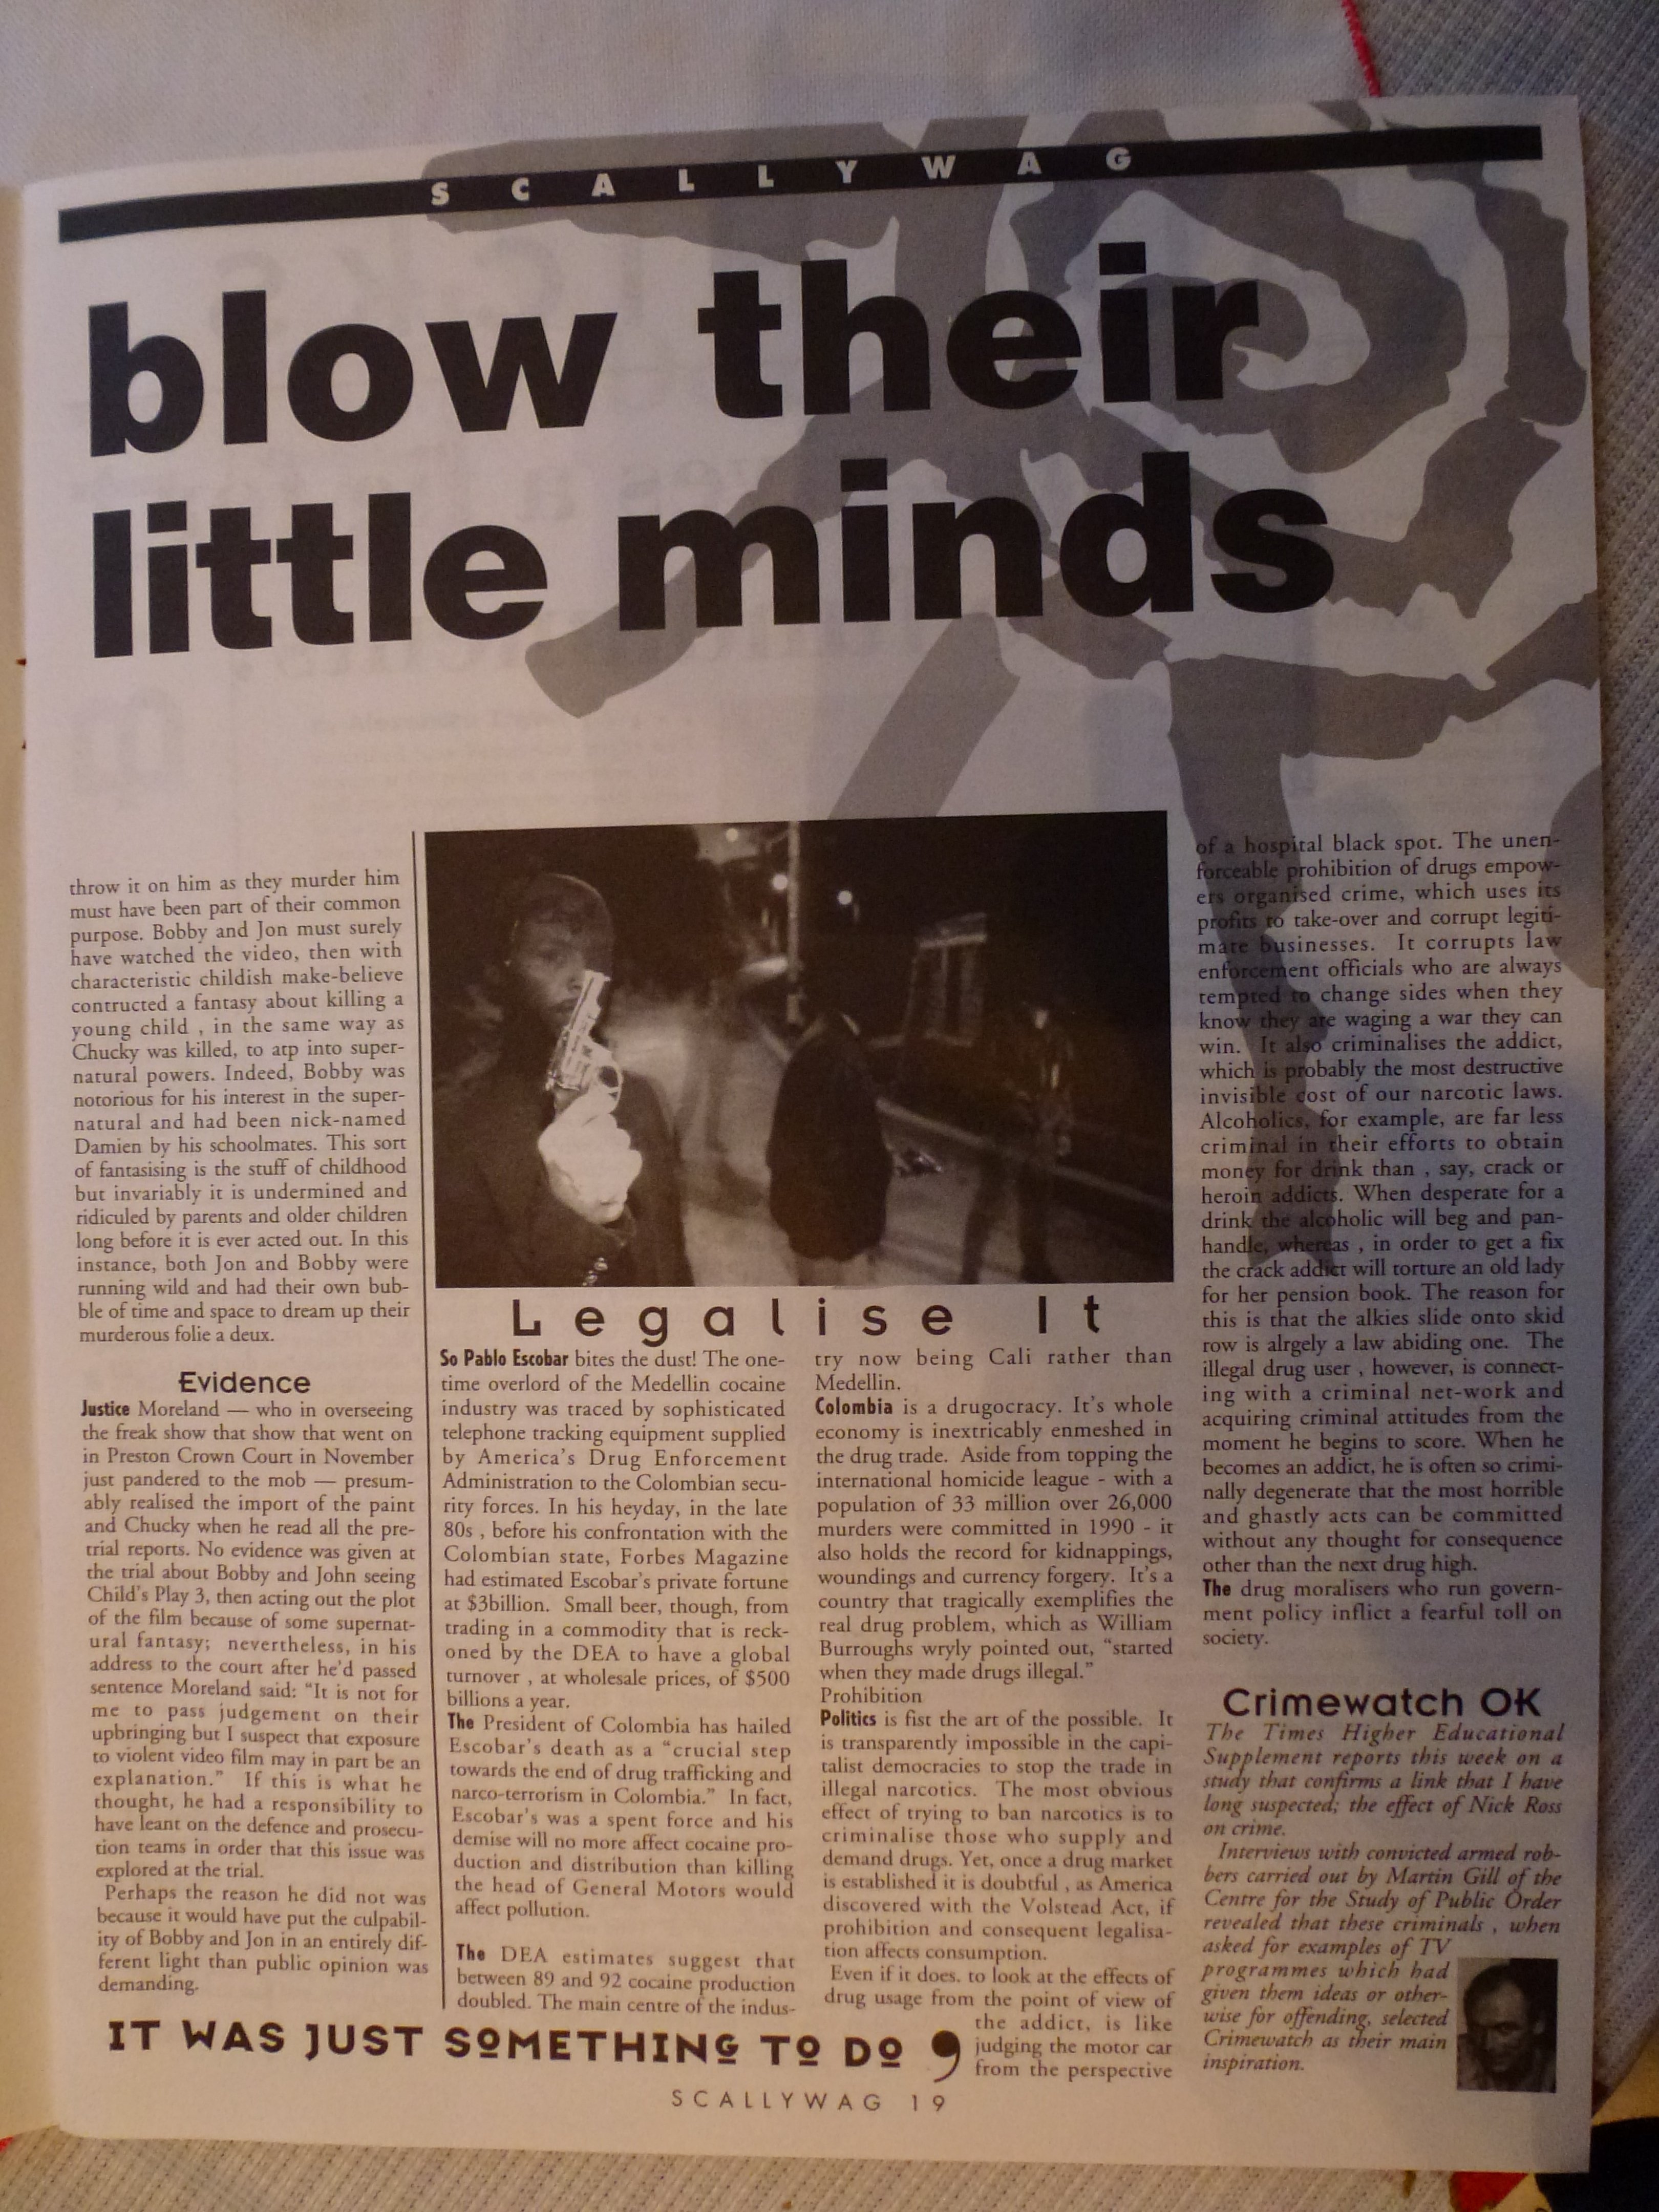 SCALLYWAG
blow their
little minds
throw it on him as they murder him
must have been part of their common
purpose. Bobby and Jon must surely
have watched the video, then with
characteristic childish make-believe
contructed a fantasy about killing a
young child , in the same way as
Chucky was killed, to atp into super-
natural powers. Indeed, Bobby was
notorious for his interest in the super-
natural and had been nick-named
Damien by his schoolmates. This sort
of fantasising is the stuff of childhood
but invariably it is undermined and
ridiculed by parents and older children
long before it is ever acted out. In this
instance, both Jon and Bobby were
running wild and had their own bub-
ble of time and space to dream up their
murderous folie a deux.
Evidence
Justice Moreland — who in overseeing
the freak show that show that went on
in Preston Crown Court in November
just pandered to the mob — presum-
ably realised the import of the paint
and Chucky when he read all the pre-
trial reports. No evidence was given at
the trial about Bobby and John seeing
Child's Play 3, then acting out the plot
of the film because of some supernat-
ural fantasy; nevertheless, in his
address to the court after he'd passed
sentence Moreland said: "It is not for
me to pass judgement on their
upbringing but I suspect that exposure
to violent video film may in part be an
explanation." If this is what he
thought, he had a responsibility to
have leant on the defence and prosecu-
tion teams in order that this issue was
explored at the trial.
Perhaps the reason he did not was
because it would have put the culpabil-
ity of Bobby and Jon in an entirely dif-
ferent light than public opinion was
demanding.
Legalise It
So Pablo Escobar bites the dust! The one-
time overlord of the Medellin cocaine
industry was traced by sophisticated
telephone tracking equipment supplied
by America's Drug Enforcement
Administration to the Colombian secu-
rity forces. In his heyday, in the late
80s , before his confrontation with the
Colombian state, Forbes Magazine
had estimated Escobar's private fortune
at $3billion. Small beer, though, from
trading in a commodity that is reck-
oned by the DEA to have a global
turnover , at wholesale prices, of $500
billions a year.
The President of Colombia has hailed
Escobar's death as a "crucial step
towards the end of drug trafficking and
narco-terrorism in Colombia." In fact,
Escobar's was a spent force and his
demise will no more affect cocaine pro-
duction and distribution than killing
the head of General Motors would
affect pollution.
The DEA estimates suggest that
between 89 and 92 cocaine production
doubled. The main centre of the indus-
try now being Cali rather than
Medellin.
Colombia is a drugocracy. It's whole
economy is inextricably enmeshed in
the drug trade. Aside from topping the
international homicide league - with a
population of 33 million over 26,000
murders were committed in 1990 - it
also holds the record for kidnappings,
woundings and currency forgery. It's a
country that tragically exemplifies the
real drug problem, which as William
Burroughs wryly pointed out, "started
when they made drugs illegal."
Prohibition
Politics is fist the art of the possible. It
is transparently impossible in the capi-
talist democracies to stop the trade in
illegal narcotics. The most obvious
effect of trying to ban narcotics is to
criminalise those who supply and
demand drugs. Yet, once a drug market
is established it is doubtful , as America
discovered with the Volstead Act, if
prohibition and consequent legalisa-
tion affects consumption.
Even if it does. to look at the effects of
drug usage from the point of view of
the addict, is like
judging the motor car
from the perspective
of a hospital black spot. The unen-
forceable prohibition of drugs empow-
ers organised crime, which uses its
profits to take-over and corrupt legiti-
mate businesses. It corrupts law
enforcement officials who are always
tempted to change sides when they
know they are waging a war they can
win. It also criminalises the addict,
which is probably the most destructive
invisible cost of our narcotic laws.
Alcoholics, for example, are far less
criminal in their efforts to obtain
money for drink than , say, crack or
heroin addicts. When desperate for a
drink the alcoholic will beg and pan-
handle, whereas , in order to get a fix
the crack addict will torture an old lady
for her pension book. The reason for
this is that the alkies slide onto skid
row is alrgely a law abiding one. The
illegal drug user , however, is connect-
ing with a criminal net-work and
acquiring criminal attitudes from the
moment he begins to score. When he
becomes an addict, he is often so crimi-
nally degenerate that the most horrible
and ghastly acts can be committed
without any thought for consequence
other than the next drug high.
The drug moralisers who run govern-
ment policy inflict a fearful toll on
society.
Crimewatch OK
The Times Higher Educational
Supplement reports this week on a
study that confirms a link that I have
long suspected; the effect of Nick Ross
on crime.
Interviews with convicted armed rob-
bers carried out by Martin Gill of the
Centre for the Study of Public Order
revealed that these criminals , when
asked for examples of TV
programmes which had
given them ideas or other-
wise for offending, selected
Crimewatch as their main
inspiration.
IT WAS JUST SOMETHING TO DO ’
SCALLYWAG 19